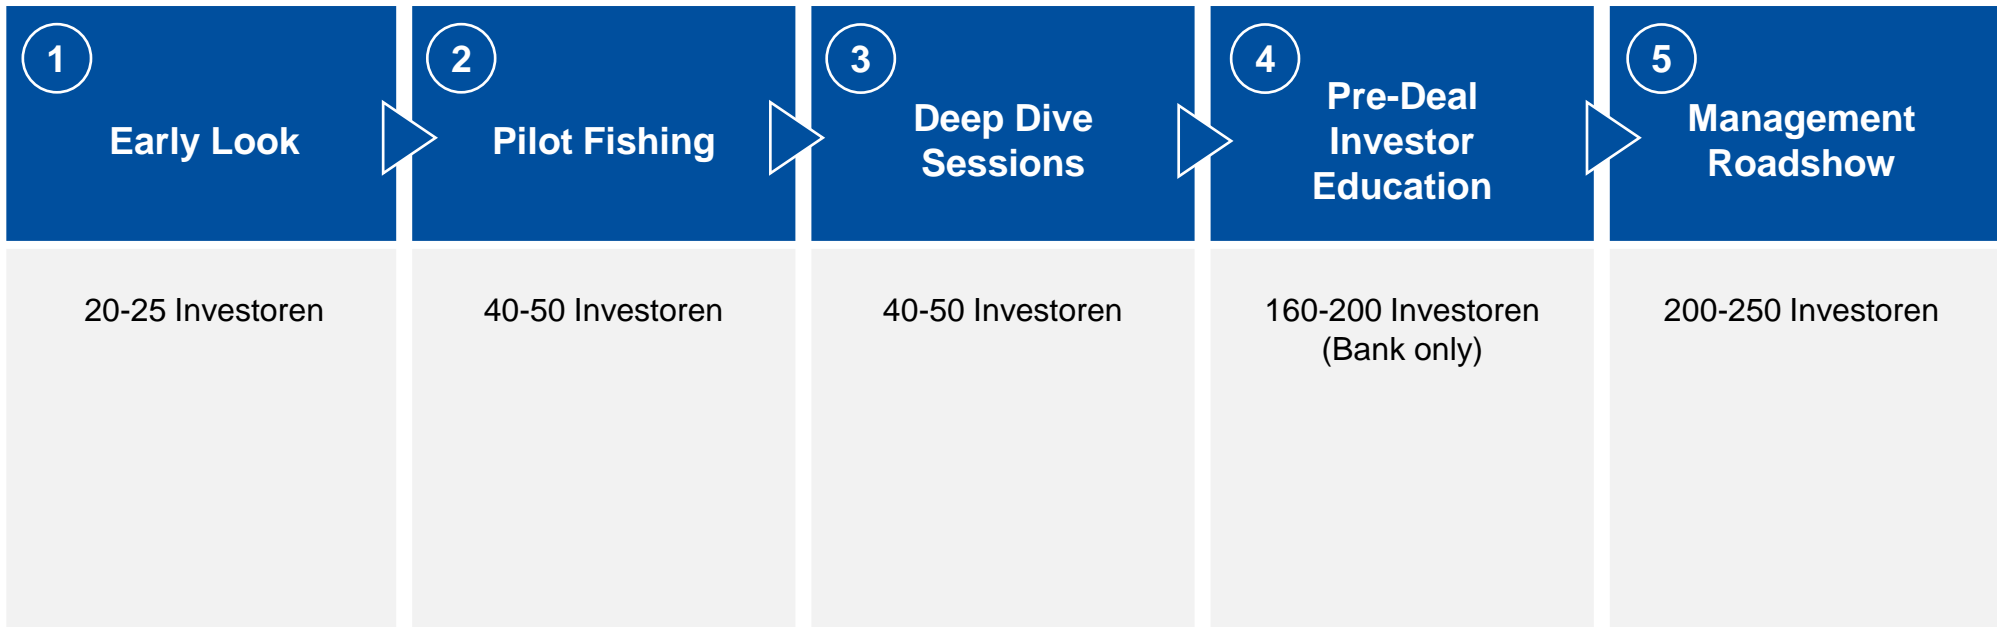 1
Early Look
20-25 Investoren
2
Pilot Fishing
40-50 Investoren
3
Deep Dive
Sessions
40-50 Investoren
4
Pre-Deal
Investor
Education
160-200 Investoren
(Bank only)
5
Management
Roadshow
200-250 Investoren